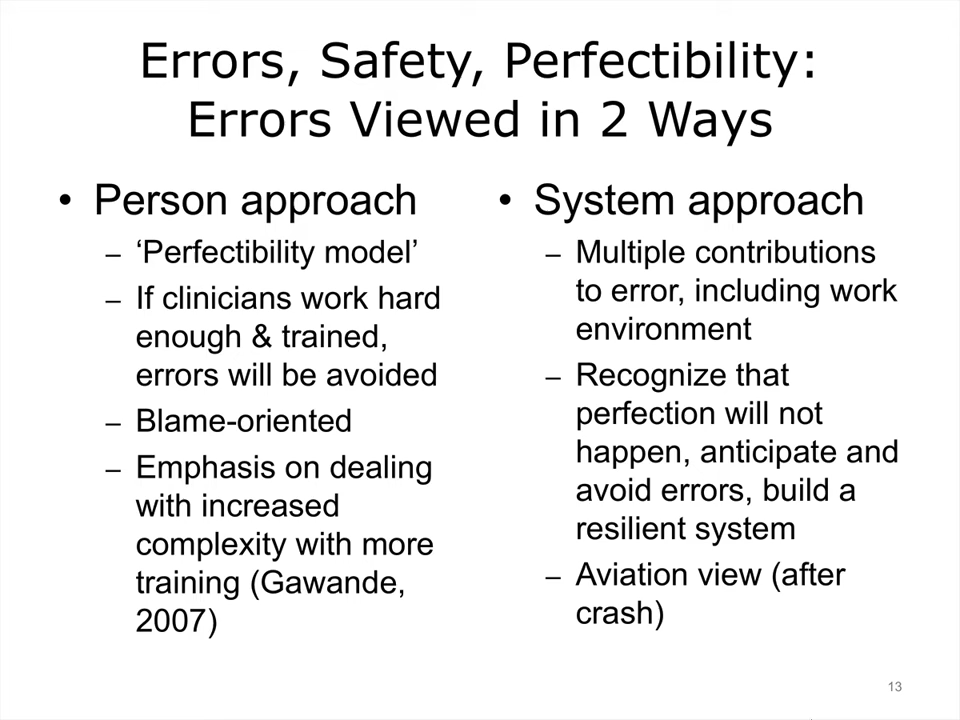 Errors, Safety, Perfectibility:
Errors Viewed in 2 Ways
• Person approach
– ‘Perfectibility model’
– If clinicians work hard
enough & trained,
errors will be avoided
– Blame-oriented
– Emphasis on dealing
with increased
complexity with more
training (Gawande,
2007)
• System approach
– Multiple contributions
to error, including work
environment
– Recognize that
perfection will not
happen, anticipate and
avoid errors, build a
resilient system
– Aviation view (after
crash)
13